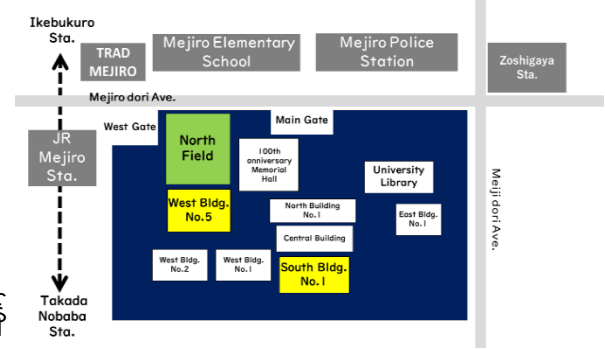 Ikebukuro
Sta.
TRAD
MEJIRO
Mejiro Elementary
School
Mejiro Police
Station
Zoshigaya
Sta.
Mejiro dori Ave.
West Gate
Main Gate
JR
Mejiro
Sta.
North
Field
100th
anniversary
Memorial
Hall
University
Library
Meiji dori Ave.
West Bldg.
No.5
North Building
No.1
East Bldg.
No.1
Central Building
West Bldg.
No.2
West Bldg.
No.1
South Bldg.
No.1
Takada
Nobaba
Sta.